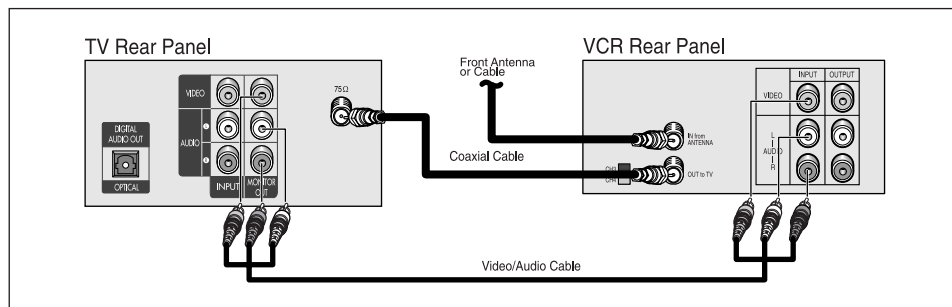 TV Rear Panel
VIDEO
AUDIO
DIGITAL
AUDIO OUT
OPTICAL
INPUT
MONITOR
OUT
75Ω
Front Antenna
or Cable
Coaxial Cable
VCR Rear Panel
INPUT
OUTPUT
VIDEO
L
AUDIO
R
IN from
ANTENNA
CH3
CH4
OUT to TV
Video/Audio Cable